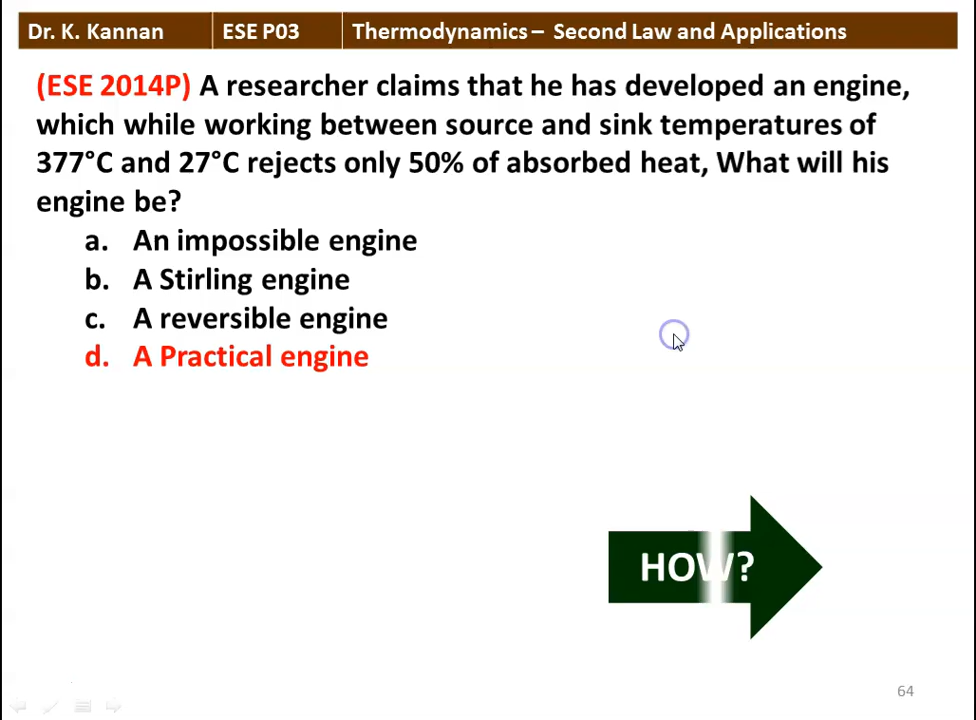 Dr. K. Kannan ESE P03 Thermodynamics – Second Law and Applications
(ESE 2014P) A researcher claims that he has developed an engine,
which while working between source and sink temperatures of
377°C and 27°C rejects only 50% of absorbed heat, What will his
engine be?
a. An impossible engine
b. A Stirling engine
c. A reversible engine
d. A Practical engine
HOW?
64